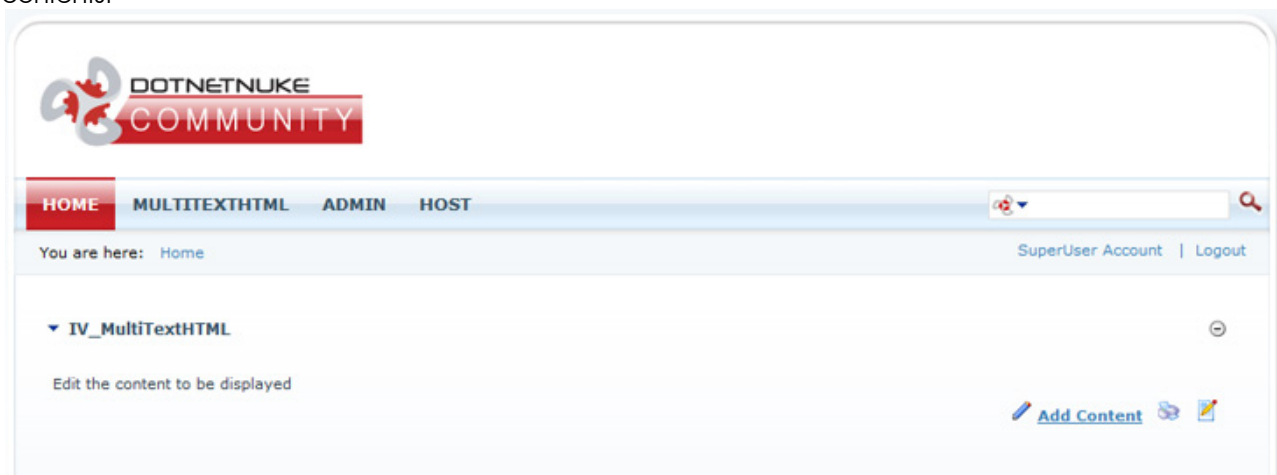 DOTNETNUKE
COMMUNITY
HOME MULTITEXTHTML ADMIN HOST
You are here: Home SuperUser Account | Logout
IV_MultiTextHTML
Edit the content to be displayed
Add Content